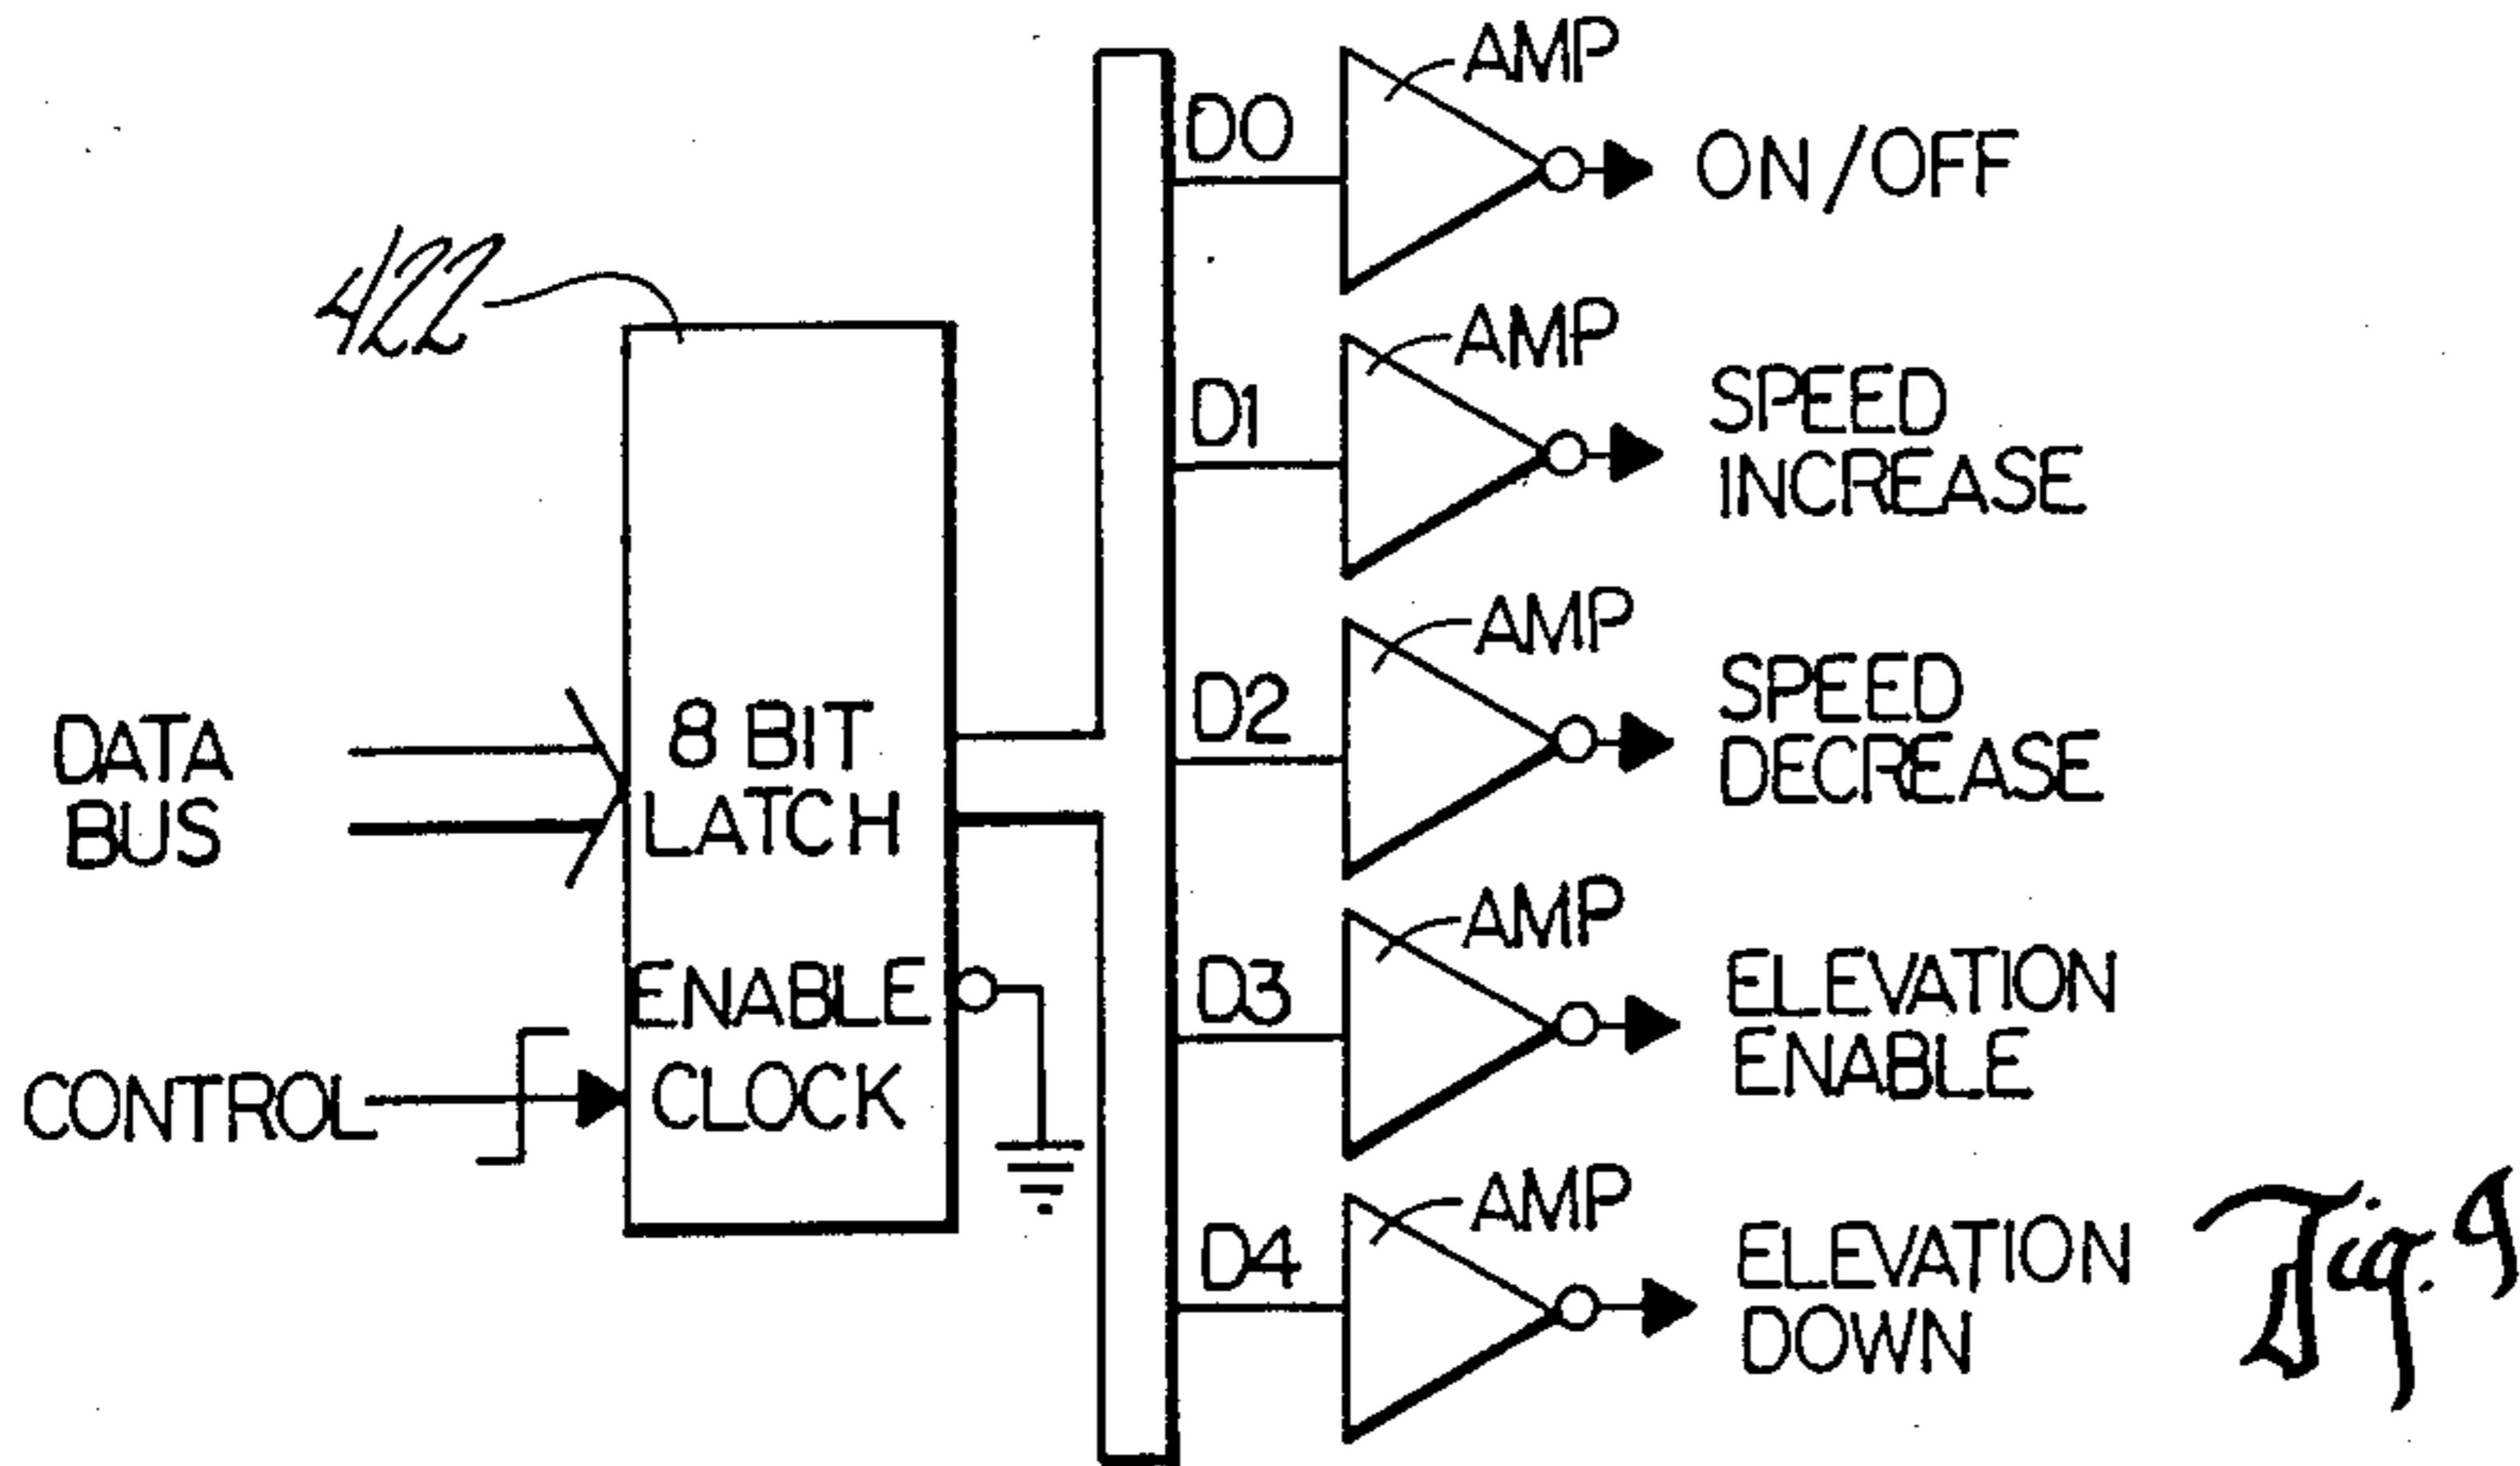 AMP
D0
ON/OFF
422
AMP
D1
SPEED
INCREASE
AMP
D2
SPEED
DECREASE
DATA
BUS
8 BIT
LATCH
AMP
D3
ELEVATION
ENABLE
ENABLE
CONTROL
CLOCK
AMP
D4
ELEVATION
DOWN
Fig. 9